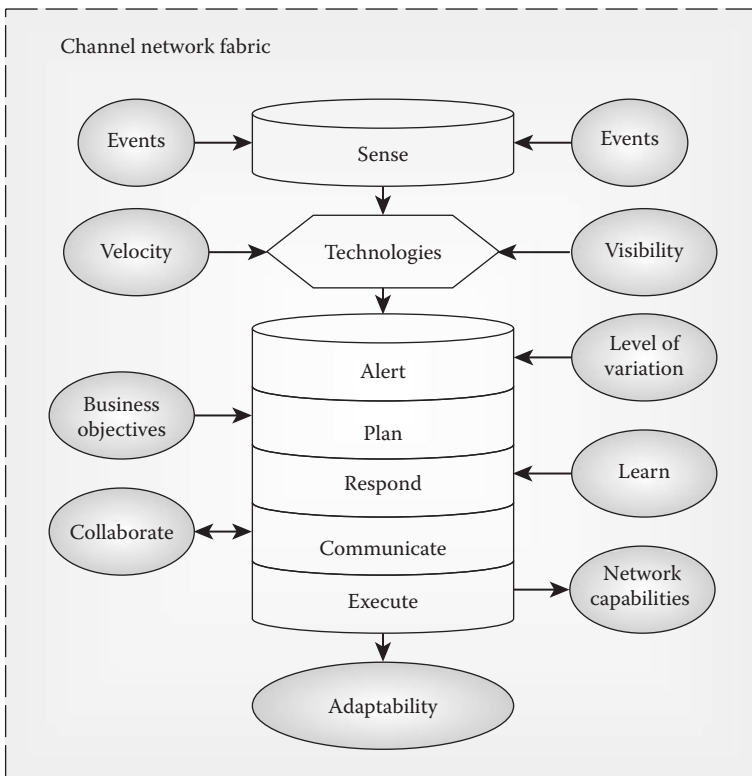 Channel network fabric
Events
Sense
Events
Velocity
Technologies
Visibility
Alert
Level of
variation
Business
objectives
Plan
Respond
Learn
Collaborate
Communicate
Execute
Network
capabilities
Adaptability